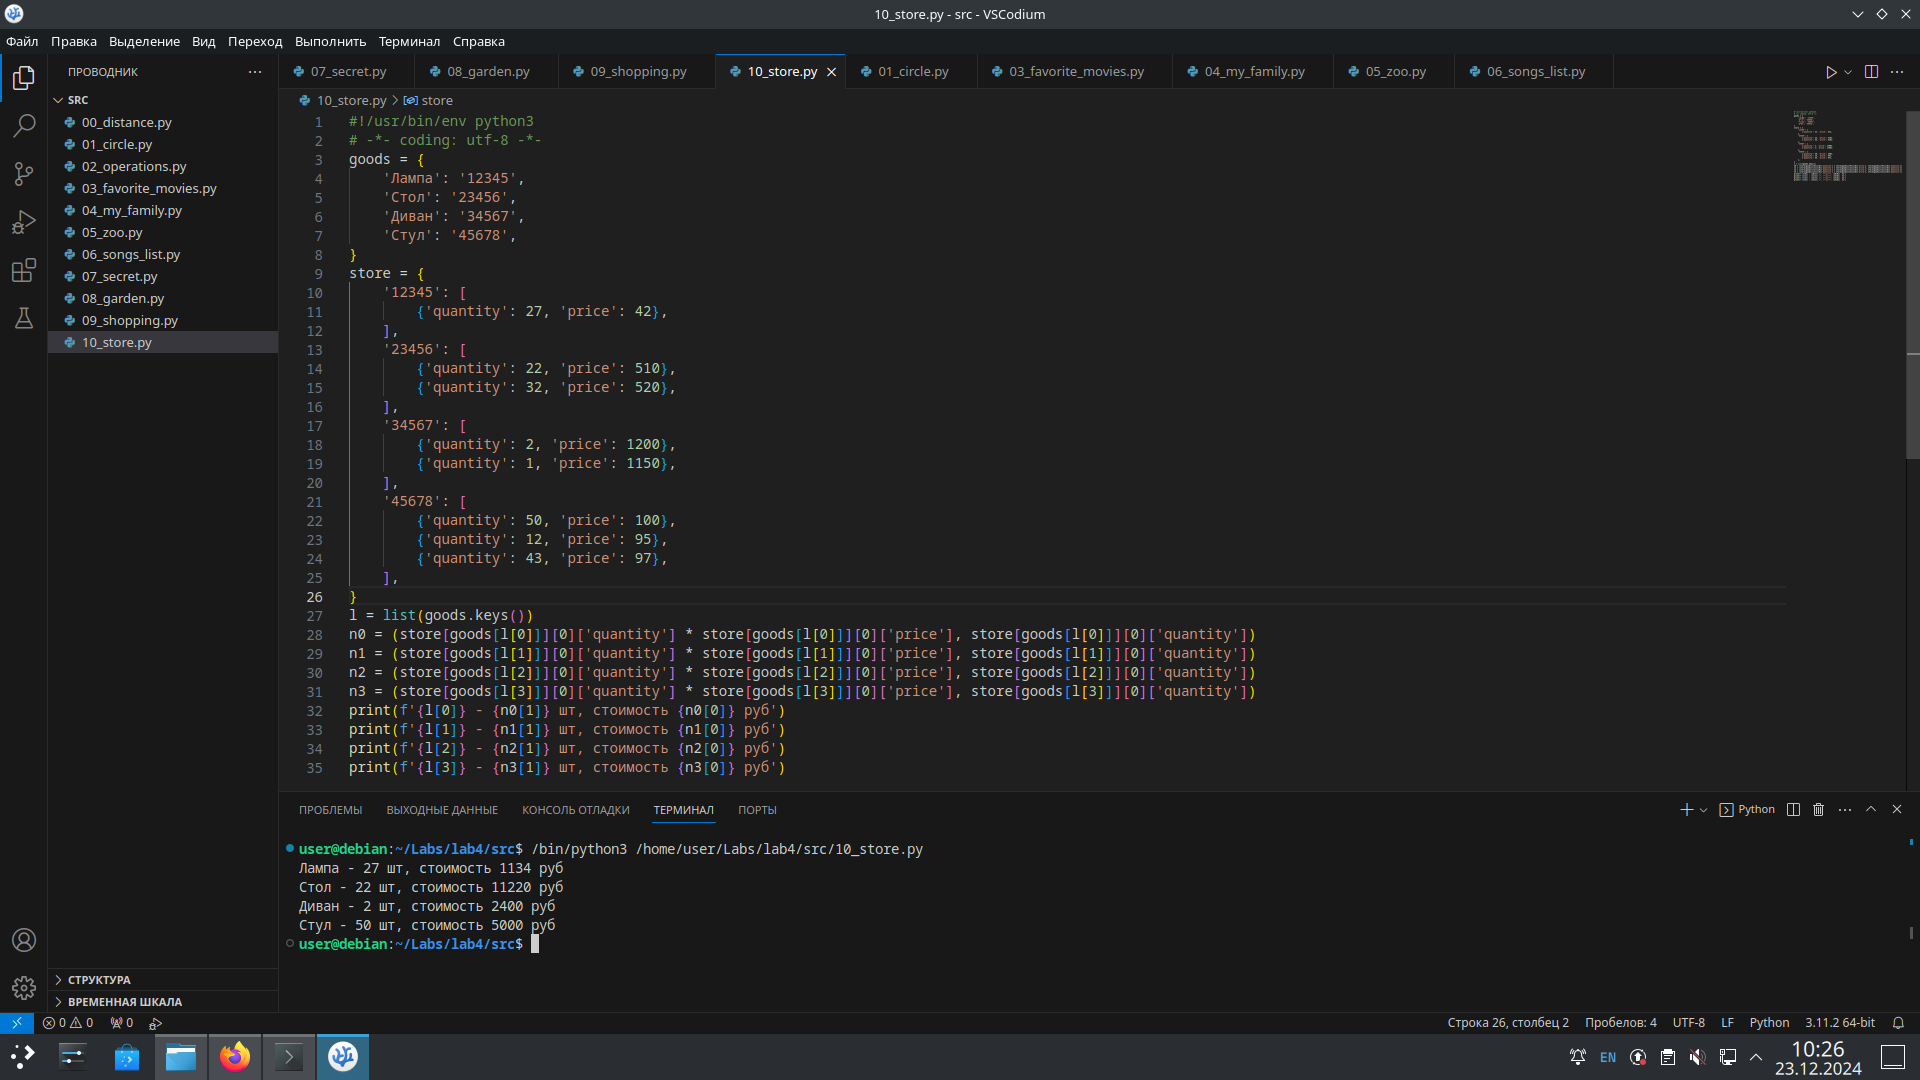 10_store.py - src - VSCodium
Файл Правка Выделение Вид Переход Выполнить Терминал Справка
ПРОВОДНИК
07_secret.py 08_garden.py 09_shopping.py 10_store.py 01_circle.py 03_favorite_movies.py 04_my_family.py 05_zoo.py 06_songs_list.py
SRC
00_distance.py
01_circle.py
02_operations.py
03_favorite_movies.py
04_my_family.py
05_zoo.py
06_songs_list.py
07_secret.py
08_garden.py
09_shopping.py
10_store.py
СТРУКТУРА
ВРЕМЕННАЯ ШКАЛА
10_store.py > store
1 #!/usr/bin/env python3
2 # -*- coding: utf-8 -*-
3 goods = {
4     'Лампа': '12345',
5     'Стол': '23456',
6     'Диван': '34567',
7     'Стул': '45678',
8 }
9 store = {
10     '12345': [
11         {'quantity': 27, 'price': 42},
12     ],
13     '23456': [
14         {'quantity': 22, 'price': 510},
15         {'quantity': 32, 'price': 520},
16     ],
17     '34567': [
18         {'quantity': 2, 'price': 1200},
19         {'quantity': 1, 'price': 1150},
20     ],
21     '45678': [
22         {'quantity': 50, 'price': 100},
23         {'quantity': 12, 'price': 95},
24         {'quantity': 43, 'price': 97},
25     ],
26 }
27 l = list(goods.keys())
28 n0 = (store[goods[l[0]]][0]['quantity'] * store[goods[l[0]]][0]['price'], store[goods[l[0]]][0]['quantity'])
29 n1 = (store[goods[l[1]]][0]['quantity'] * store[goods[l[1]]][0]['price'], store[goods[l[1]]][0]['quantity'])
30 n2 = (store[goods[l[2]]][0]['quantity'] * store[goods[l[2]]][0]['price'], store[goods[l[2]]][0]['quantity'])
31 n3 = (store[goods[l[3]]][0]['quantity'] * store[goods[l[3]]][0]['price'], store[goods[l[3]]][0]['quantity'])
32 print(f'{l[0]} - {n0[1]} шт, стоимость {n0[0]} руб')
33 print(f'{l[1]} - {n1[1]} шт, стоимость {n1[0]} руб')
34 print(f'{l[2]} - {n2[1]} шт, стоимость {n2[0]} руб')
35 print(f'{l[3]} - {n3[1]} шт, стоимость {n3[0]} руб')
ПРОБЛЕМЫ ВЫХОДНЫЕ ДАННЫЕ КОНСОЛЬ ОТЛАДКИ ТЕРМИНАЛ ПОРТЫ
Python
user@debian:~/Labs/lab4/src$ /bin/python3 /home/user/Labs/lab4/src/10_store.py
Лампа - 27 шт, стоимость 1134 руб
Стол - 22 шт, стоимость 11220 руб
Диван - 2 шт, стоимость 2400 руб
Стул - 50 шт, стоимость 5000 руб
user@debian:~/Labs/lab4/src$
0 0 0
Строка 26, столбец 2 Пробелов: 4 UTF-8 LF Python 3.11.2 64-bit
EN
10:26
23.12.2024